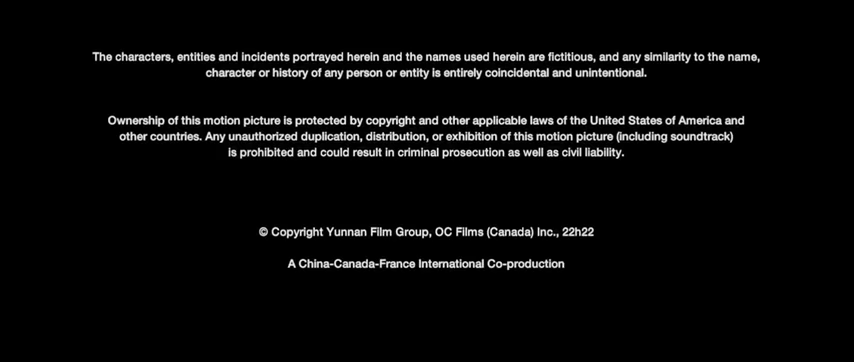 The characters, entities and incidents portrayed herein and the names used herein are fictitious, and any similarity to the name,
character or history of any person or entity is entirely coincidental and unintentional.
Ownership of this motion picture is protected by copyright and other applicable laws of the United States of America and
other countries. Any unauthorized duplication, distribution, or exhibition of this motion picture (including soundtrack)
is prohibited and could result in criminal prosecution as well as civil liability.
© Copyright Yunnan Film Group, OC Films (Canada) Inc., 22h22
A China-Canada-France International Co-production